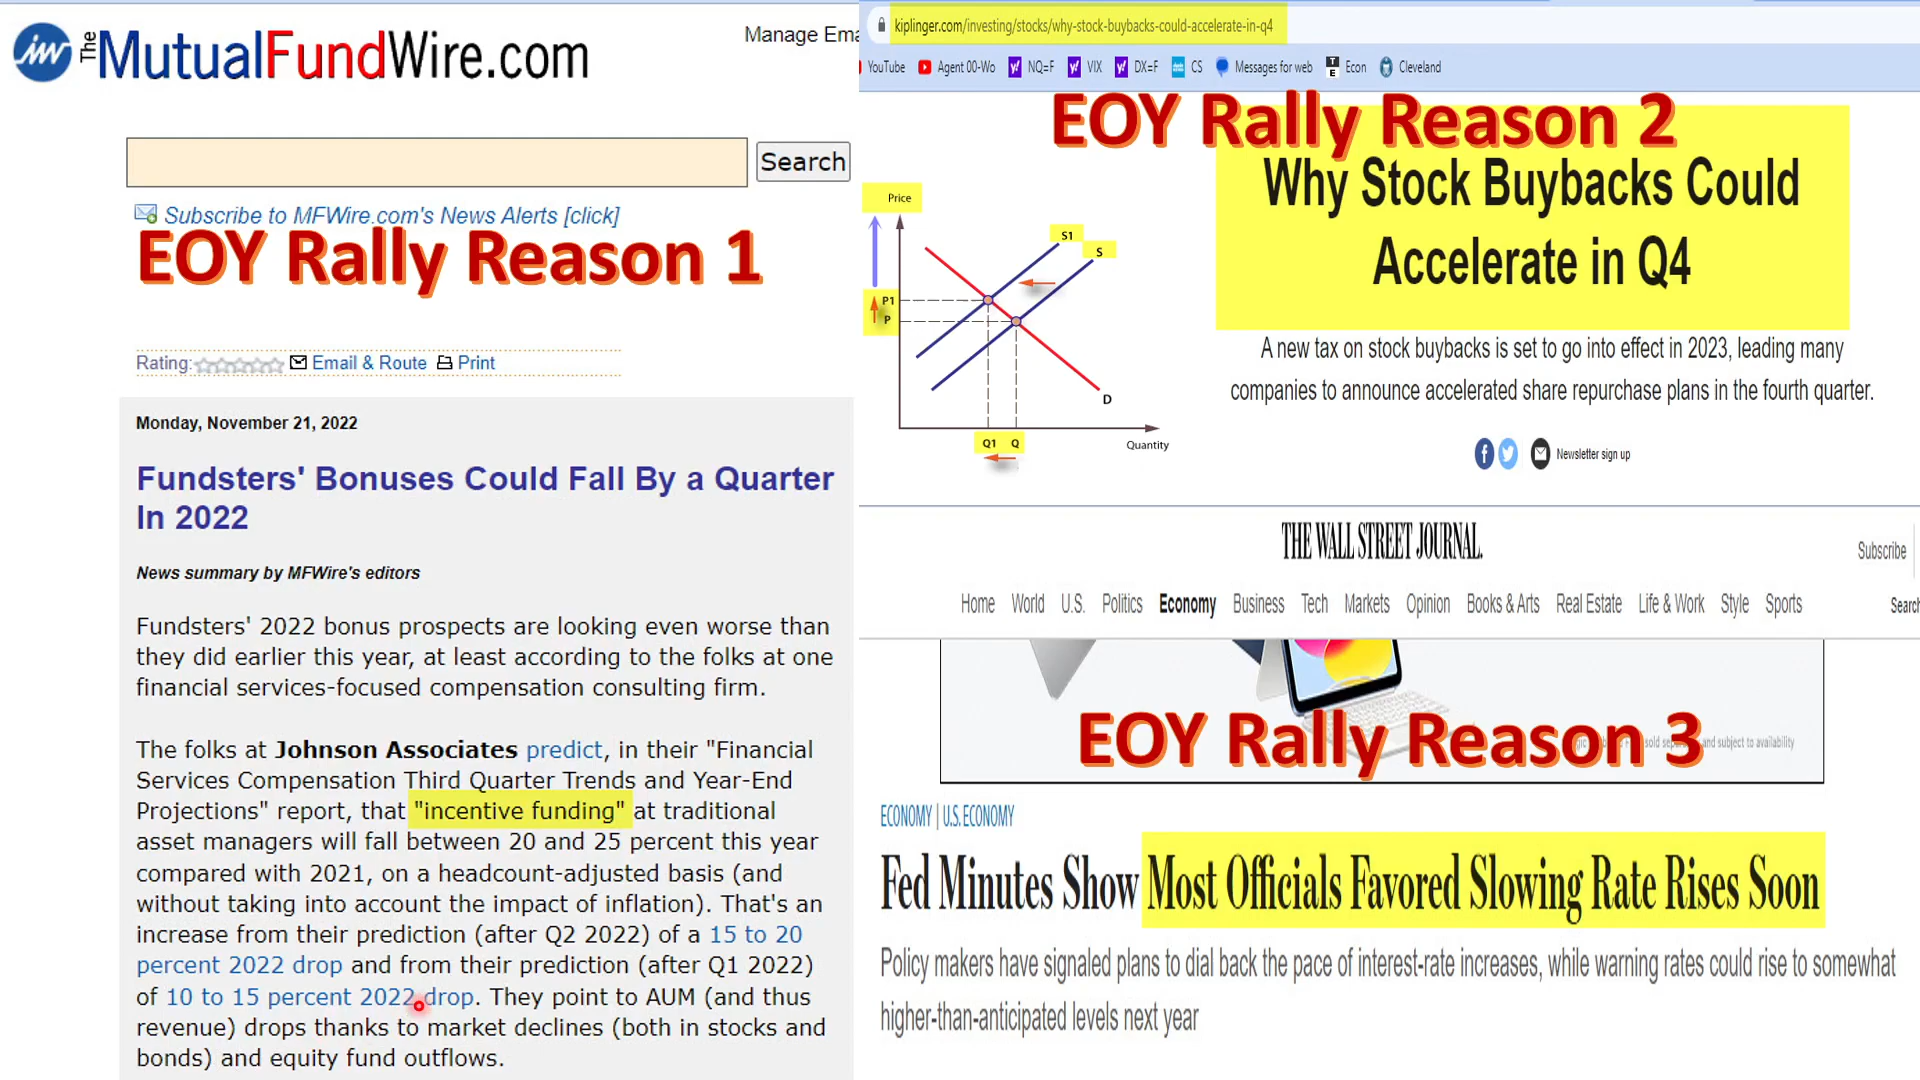 The MutualFundWire.com
Manage Ema
Search
Subscribe to MFWire.com's News Alerts [click]
EOY Rally Reason 1
Rating: Email & Route Print
Monday, November 21, 2022
Fundsters' Bonuses Could Fall By a Quarter
In 2022
News summary by MFWire's editors
Fundsters' 2022 bonus prospects are looking even worse than
they did earlier this year, at least according to the folks at one
financial services-focused compensation consulting firm.
The folks at Johnson Associates predict, in their "Financial
Services Compensation Third Quarter Trends and Year-End
Projections" report, that "incentive funding" at traditional
asset managers will fall between 20 and 25 percent this year
compared with 2021, on a headcount-adjusted basis (and
without taking into account the impact of inflation). That's an
increase from their prediction (after Q2 2022) of a 15 to 20
percent 2022 drop and from their prediction (after Q1 2022)
of 10 to 15 percent 2022 drop. They point to AUM (and thus
revenue) drops thanks to market declines (both in stocks and
bonds) and equity fund outflows.
kiplinger.com/investing/stocks/why-stock-buybacks-could-accelerate-in-q4
YouTube Agent 00-Wo NQ=F VIX DX=F CS Messages for web Econ Cleveland
EOY Rally Reason 2
Why Stock Buybacks Could
Accelerate in Q4
A new tax on stock buybacks is set to go into effect in 2023, leading many
companies to announce accelerated share repurchase plans in the fourth quarter.
Newsletter sign up
Price
S1
S
P1
P
D
Q1 Q
Quantity
THE WALL STREET JOURNAL.
Subscribe
Home World U.S. Politics Economy Business Tech Markets Opinion Books & Arts Real Estate Life & Work Style Sports
Search
EOY Rally Reason 3
sold separately and subject to availability
ECONOMY | U.S. ECONOMY
Fed Minutes Show Most Officials Favored Slowing Rate Rises Soon
Policy makers have signaled plans to dial back the pace of interest-rate increases, while warning rates could rise to somewhat
higher-than-anticipated levels next year